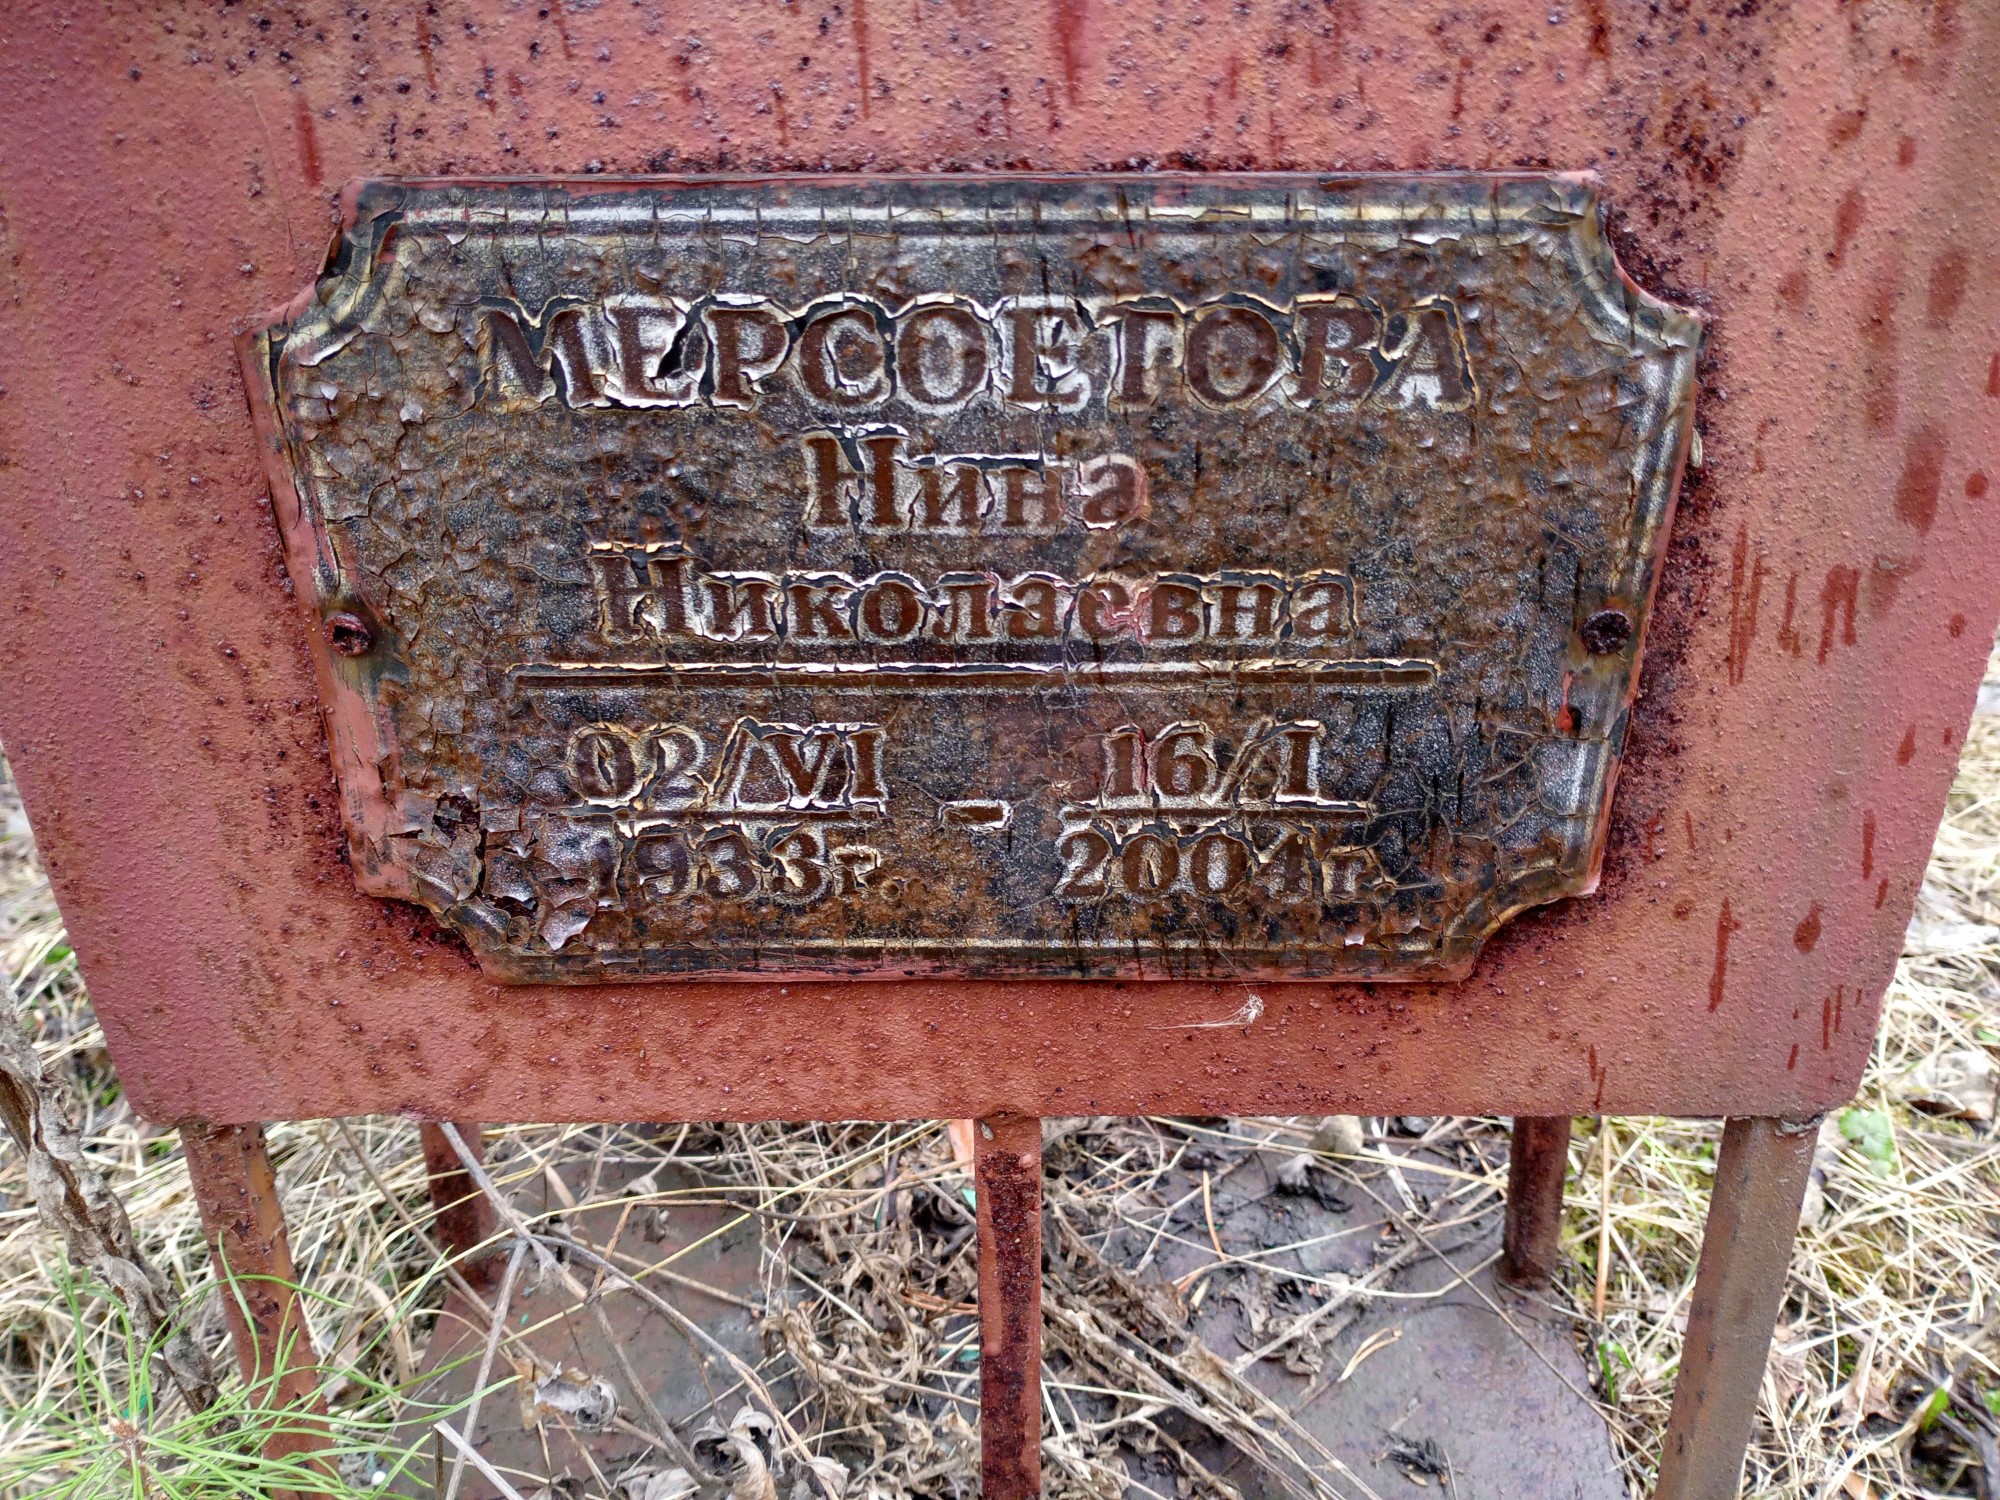 МЕРСОЕТОВА
Нина
Николаевна
02/VI - 16/I
1933г. 2004г.